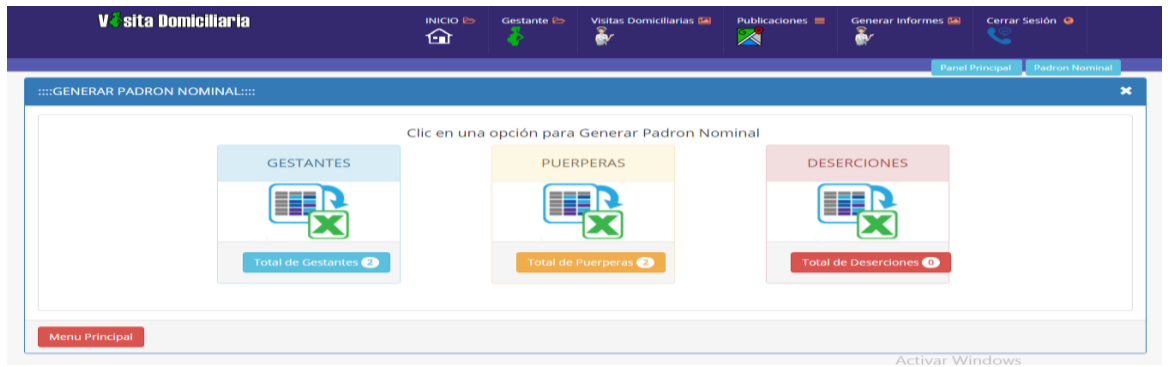 Visita Domiciliaria
INICIO
Gestante
Visitas Domiciliarias
Publicaciones
Generar Informes
Cerrar Sesión
Panel Principal
Padron Nominal
::::GENERAR PADRON NOMINAL::::
Clic en una opción para Generar Padron Nominal
GESTANTES
PUERPERAS
DESERCIONES
Total de Gestantes 2
Total de Puerperas 2
Total de Deserciones 0
Menu Principal
Activar Windows